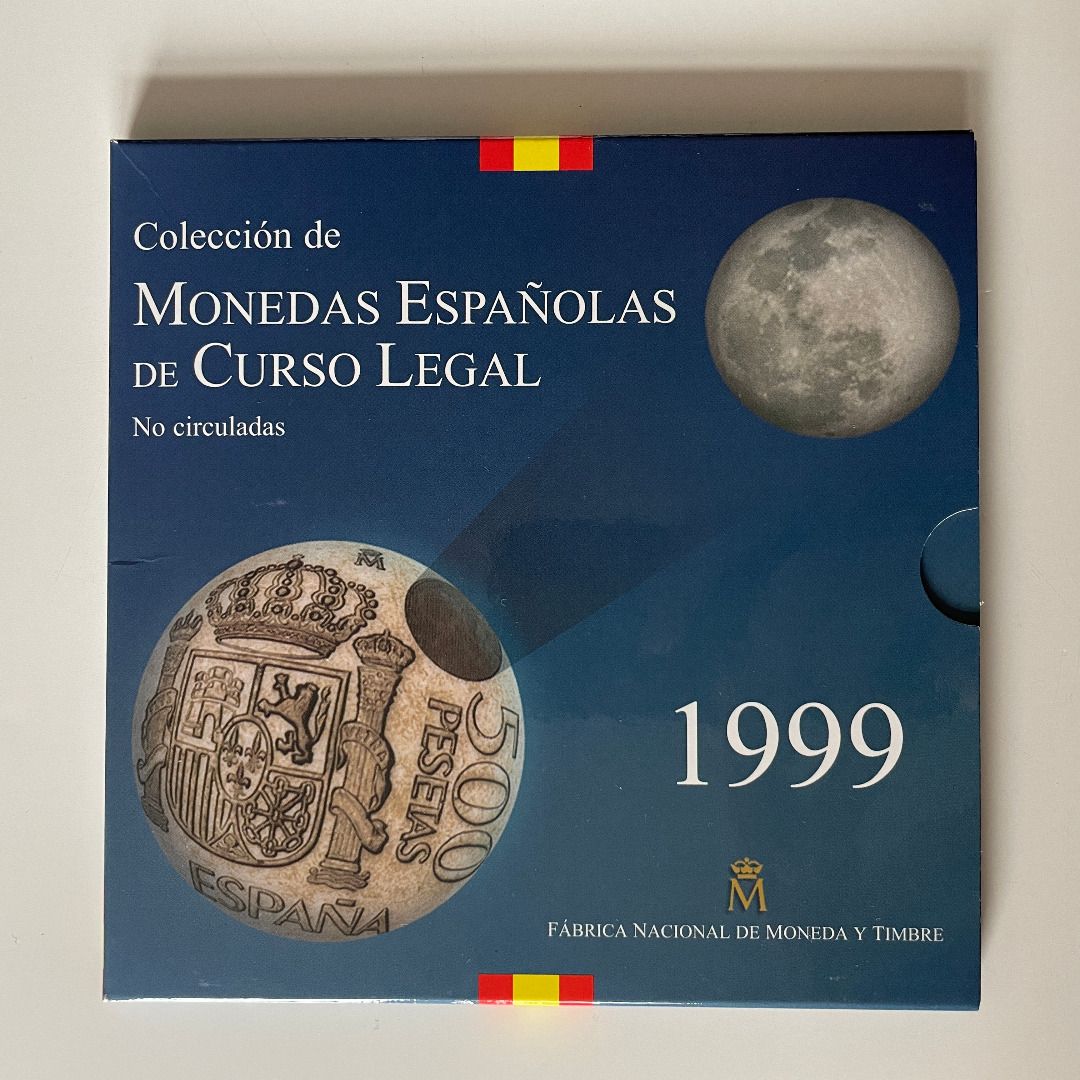 Colección de
MONEDAS ESPAÑOLAS
DE CURSO LEGAL
No circuladas
M
500
PESETAS
ESPAÑA
1999
M
FÁBRICA NACIONAL DE MONEDA Y TIMBRE